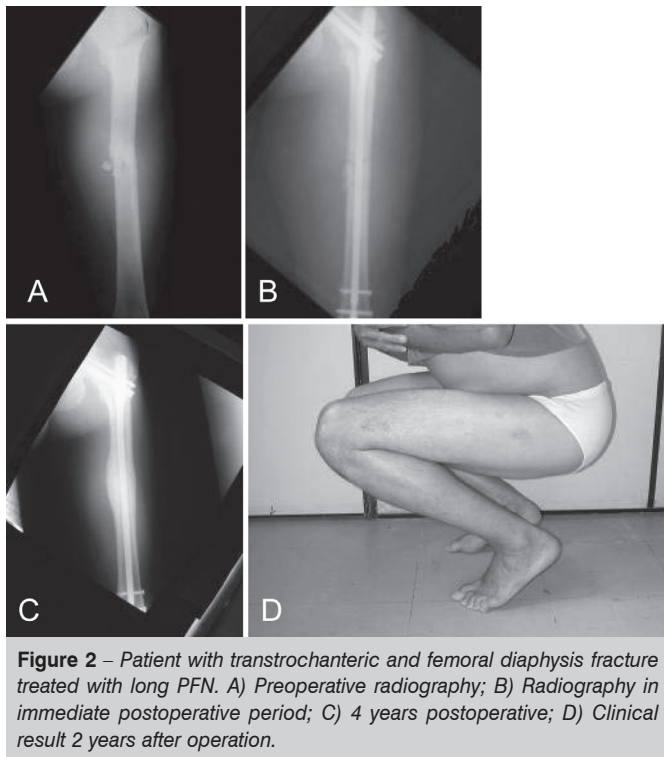 A
B
C
D
Figure 2 – Patient with transtrochanteric and femoral diaphysis fracture
treated with long PFN. A) Preoperative radiography; B) Radiography in
immediate postoperative period; C) 4 years postoperative; D) Clinical
result 2 years after operation.